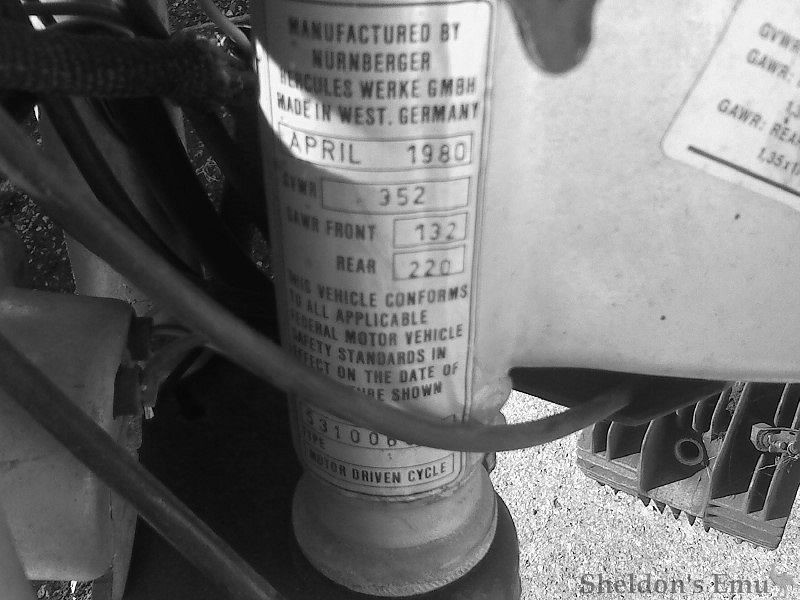 MANUFACTURED BY
NURNBERGER
HERCULES WERKE GMBH
MADE IN WEST. GERMANY
APRIL 1980
GVWR 352
GAWR FRONT 132
REAR 220
THIS VEHICLE CONFORMS
TO ALL APPLICABLE
FEDERAL MOTOR VEHICLE
SAFETY STANDARDS IN
EFFECT ON THE DATE OF
SHOWN
TYPE
MOTOR DRIVEN CYCLE
GVWR
GAWR:
GAWR: REAR
Sheldon's Emu